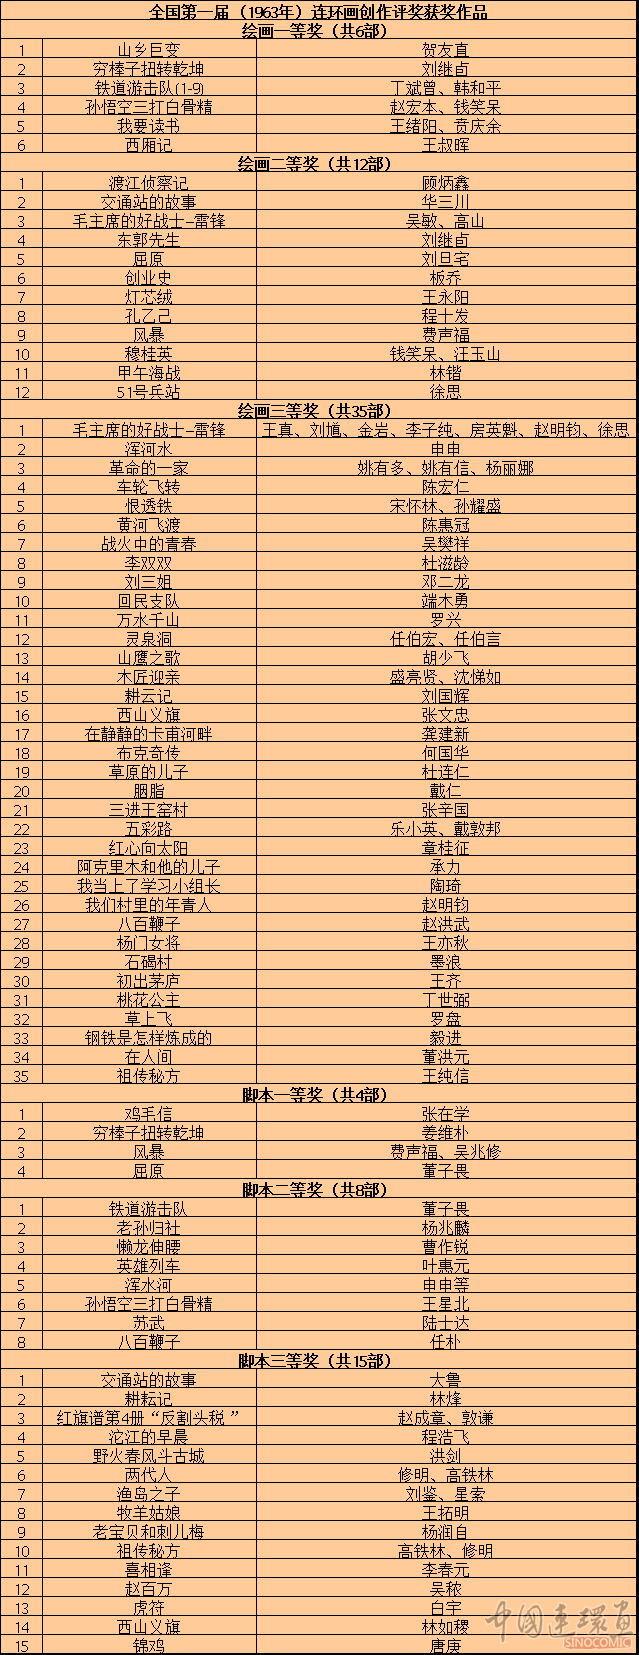 全国第一届 （1963年）连环画创作评奖获奖作品
绘画一等奖（共6部）
1 山乡巨变 贺友直
2 穷棒子扭转乾坤 刘继卣
3 铁道游击队(1-9) 丁斌曾、韩和平
4 孙悟空三打白骨精 赵宏本、钱笑呆
5 我要读书 王绪阳、贲庆余
6 西厢记 王叔晖
绘画二等奖（共12部）
1 渡江侦察记 顾炳鑫
2 交通站的故事 华三川
3 毛主席的好战士-雷锋 吴敏、高山
4 东郭先生 刘继卣
5 屈原 刘旦宅
6 创业史 板乔
7 灯芯绒 王永阳
8 孔乙己 程十发
9 风暴 费声福
10 穆桂英 钱笑呆、汪玉山
11 甲午海战 林锴
12 51号兵站 徐思
绘画三等奖（共35部）
1 毛主席的好战士-雷锋 王真、刘馗、金岩、李子纯、房英魁、赵明钧、徐思
2 浑河水 申申
3 革命的一家 姚有多、姚有信、杨丽娜
4 车轮飞转 陈宏仁
5 恨透铁 宋怀林、孙耀盛
6 黄河飞渡 陈惠冠
7 战火中的青春 吴樊祥
8 李双双 杜滋龄
9 刘三姐 邓二龙
10 回民支队 端木勇
11 万水千山 罗兴
12 灵泉洞 任伯宏、任伯言
13 山鹰之歌 胡少飞
14 木匠迎亲 盛亮贤、沈悌如
15 耕云记 刘国辉
16 西山义旗 张文忠
17 在静静的卡甫河畔 龚建新
18 布克奇传 何国华
19 草原的儿子 杜连仁
20 胭脂 戴仁
21 三进王窑村 张辛国
22 五彩路 乐小英、戴敦邦
23 红心向太阳 章桂征
24 阿克里木和他的儿子 承力
25 我当上了学习小组长 陶琦
26 我们村里的年青人 赵明钧
27 八百鞭子 赵洪武
28 杨门女将 王亦秋
29 石碣村 墨浪
30 初出茅庐 王齐
31 桃花公主 丁世弼
32 草上飞 罗盘
33 钢铁是怎样炼成的 毅进
34 在人间 董洪元
35 祖传秘方 王纯信
脚本一等奖（共4部）
1 鸡毛信 张在学
2 穷棒子扭转乾坤 姜维朴
3 风暴 费声福、吴兆修
4 屈原 董子畏
脚本二等奖（共8部）
1 铁道游击队 董子畏
2 老孙归社 杨兆麟
3 懒龙伸腰 曹作锐
4 英雄列车 叶惠元
5 浑水河 申申等
6 孙悟空三打白骨精 王星北
7 苏武 陆士达
8 八百鞭子 任朴
脚本三等奖（共15部）
1 交通站的故事 大鲁
2 耕耘记 林烽
3 红旗谱第4册“反割头税 ” 赵成章、敦谦
4 沱江的早晨 程浩飞
5 野火春风斗古城 洪剑
6 两代人 修明、高铁林
7 渔岛之子 刘鉴、星索
8 牧羊姑娘 王拓明
9 老宝贝和刺儿梅 杨润自
10 祖传秘方 高铁林、修明
11 喜相逢 李春元
12 赵百万 吴秾
13 虎符 白宇
14 西山义旗 林如稷
15 锦鸡 唐庚
中国连环画
SINOCOMIC